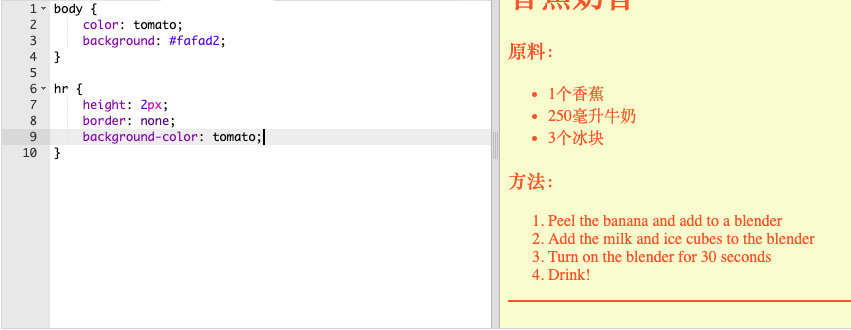 1 body {
2 color: tomato;
3 background: #fafad2;
4 }
5
6 hr {
7 height: 2px;
8 border: none;
9 background-color: tomato;
10 }
原料：
• 1个香蕉
• 250毫升牛奶
• 3个冰块
方法：
1. Peel the banana and add to a blender
2. Add the milk and ice cubes to the blender
3. Turn on the blender for 30 seconds
4. Drink!